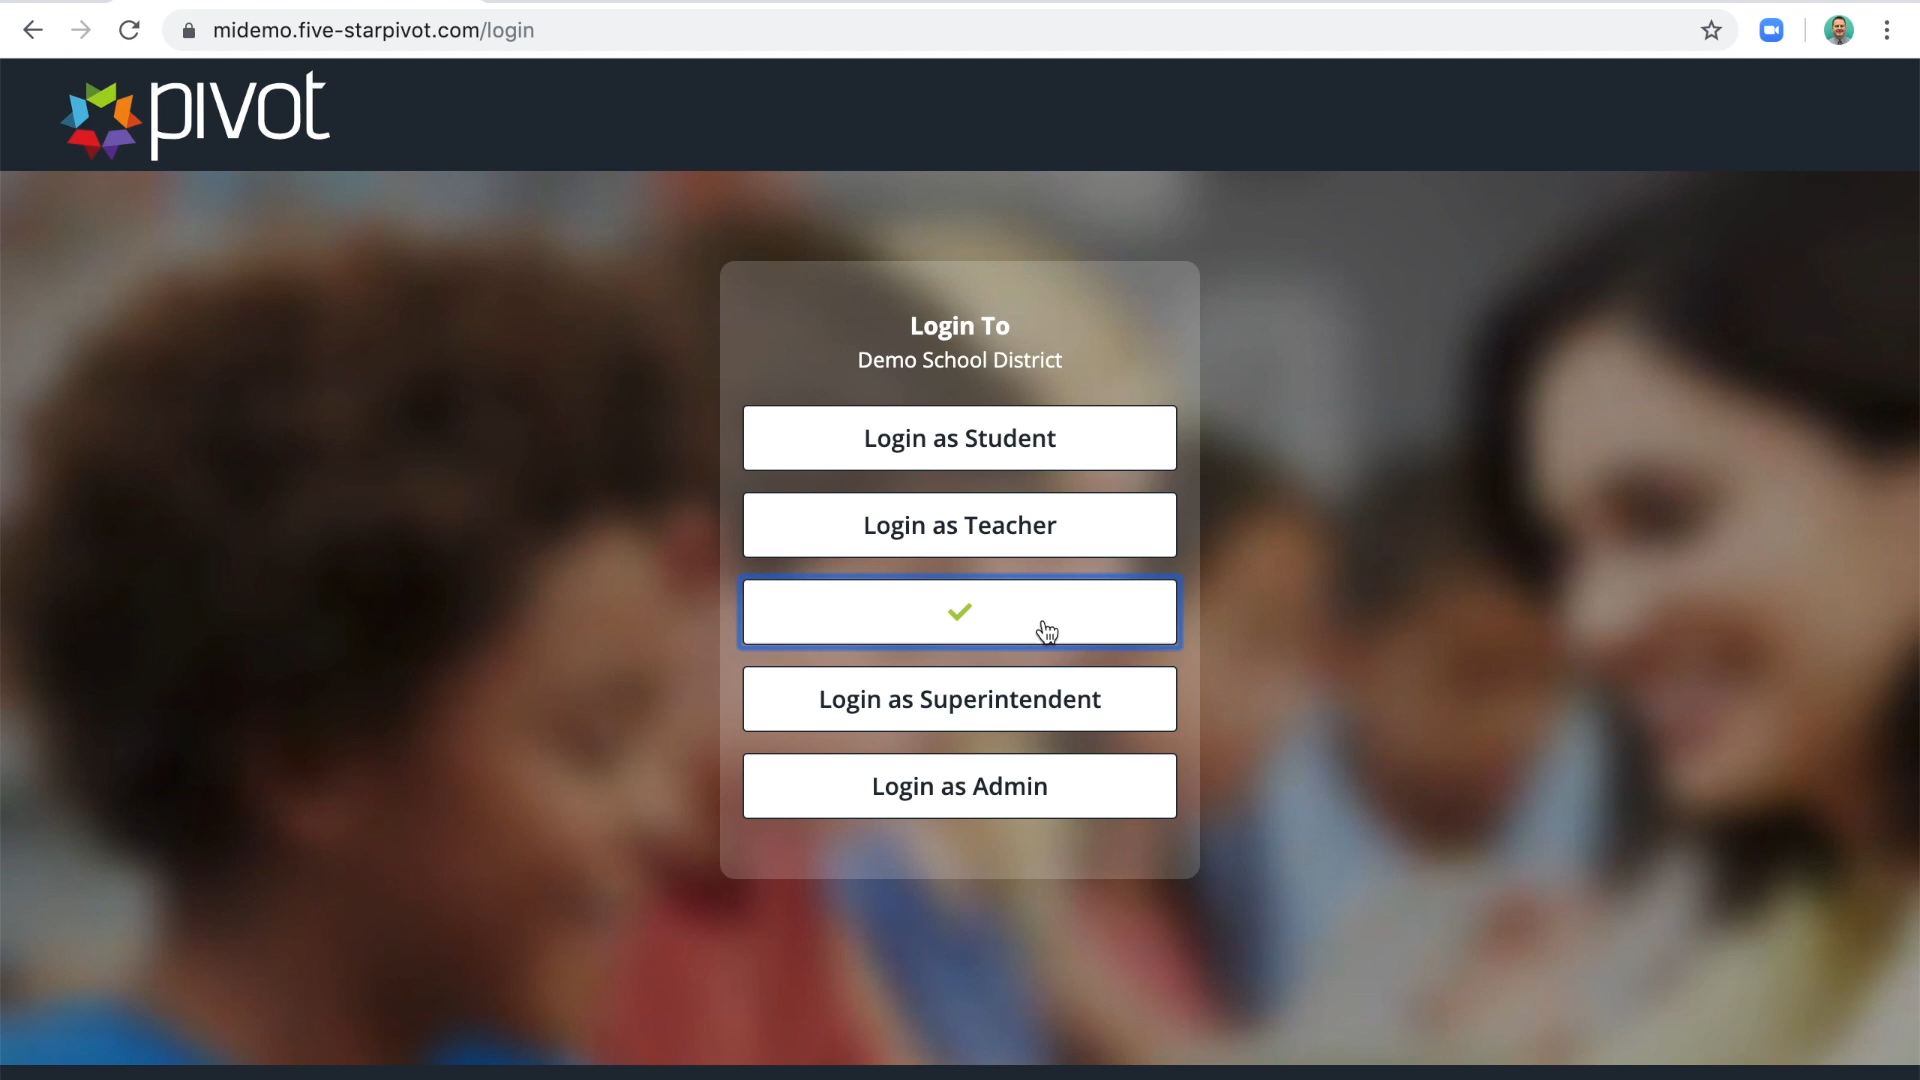 midemo.five-starpivot.com/login
pivot
Login To
Demo School District
Login as Student
Login as Teacher
Login as Superintendent
Login as Admin